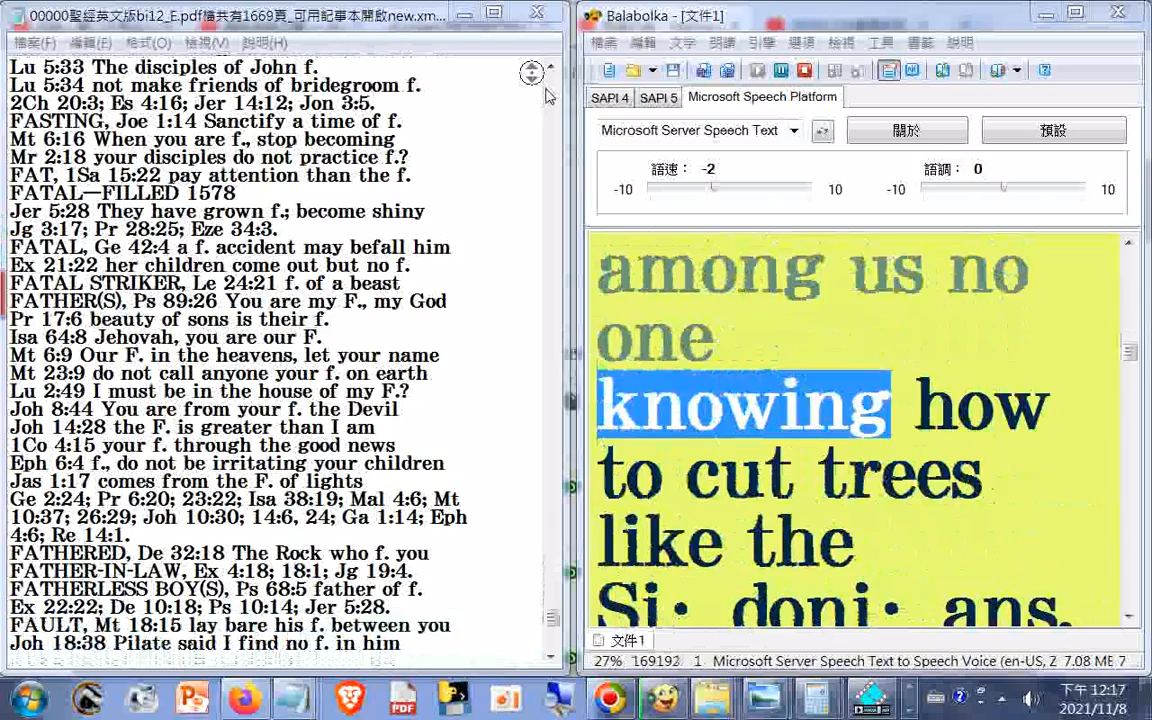 00000聖經英文版bi12_E.pdf檔共有1669頁_可用記事本開啟new.xm...
檔案(F) 編輯(E) 格式(O) 檢視(V) 說明(H)
Lu 5:33 The disciples of John f.
Lu 5:34 not make friends of bridegroom f.
2Ch 20:3; Es 4:16; Jer 14:12; Jon 3:5.
FASTING, Joe 1:14 Sanctify a time of f.
Mt 6:16 When you are f., stop becoming
Mr 2:18 your disciples do not practice f.?
FAT, 1Sa 15:22 pay attention than the f.
FATAL—FILLED 1578
Jer 5:28 They have grown f.; become shiny
Jg 3:17; Pr 28:25; Eze 34:3.
FATAL, Ge 42:4 a f. accident may befall him
Ex 21:22 her children come out but no f.
FATAL STRIKER, Le 24:21 f. of a beast
FATHER(S), Ps 89:26 You are my F., my God
Pr 17:6 beauty of sons is their f.
Isa 64:8 Jehovah, you are our F.
Mt 6:9 Our F. in the heavens, let your name
Mt 23:9 do not call anyone your f. on earth
Lu 2:49 I must be in the house of my F.?
Joh 8:44 You are from your f. the Devil
Joh 14:28 the F. is greater than I am
1Co 4:15 your f. through the good news
Eph 6:4 f., do not be irritating your children
Jas 1:17 comes from the F. of lights
Ge 2:24; Pr 6:20; 23:22; Isa 38:19; Mal 4:6; Mt
10:37; 26:29; Joh 10:30; 14:6, 24; Ga 1:14; Eph
4:6; Re 14:1.
FATHERED, De 32:18 The Rock who f. you
FATHER-IN-LAW, Ex 4:18; 18:1; Jg 19:4.
FATHERLESS BOY(S), Ps 68:5 father of f.
Ex 22:22; De 10:18; Ps 10:14; Jer 5:28.
FAULT, Mt 18:15 lay bare his f. between you
Joh 18:38 Pilate said I find no f. in him
Balabolka - [文件1]
檔案 編輯 文字 朗讀 引擎 選項 檢視 工具 書籤 說明
SAPI 4 SAPI 5 Microsoft Speech Platform
Microsoft Server Speech Text 關於 預設
語速： -2 語調： 0
-10 10 -10 10
among us no
one
knowing how
to cut trees
like the
Si· doni· ans.
文件1
27% 169192 1 Microsoft Server Speech Text to Speech Voice (en-US, Z 7.08 MB 7
PDF
下午 12:17
2021/11/8